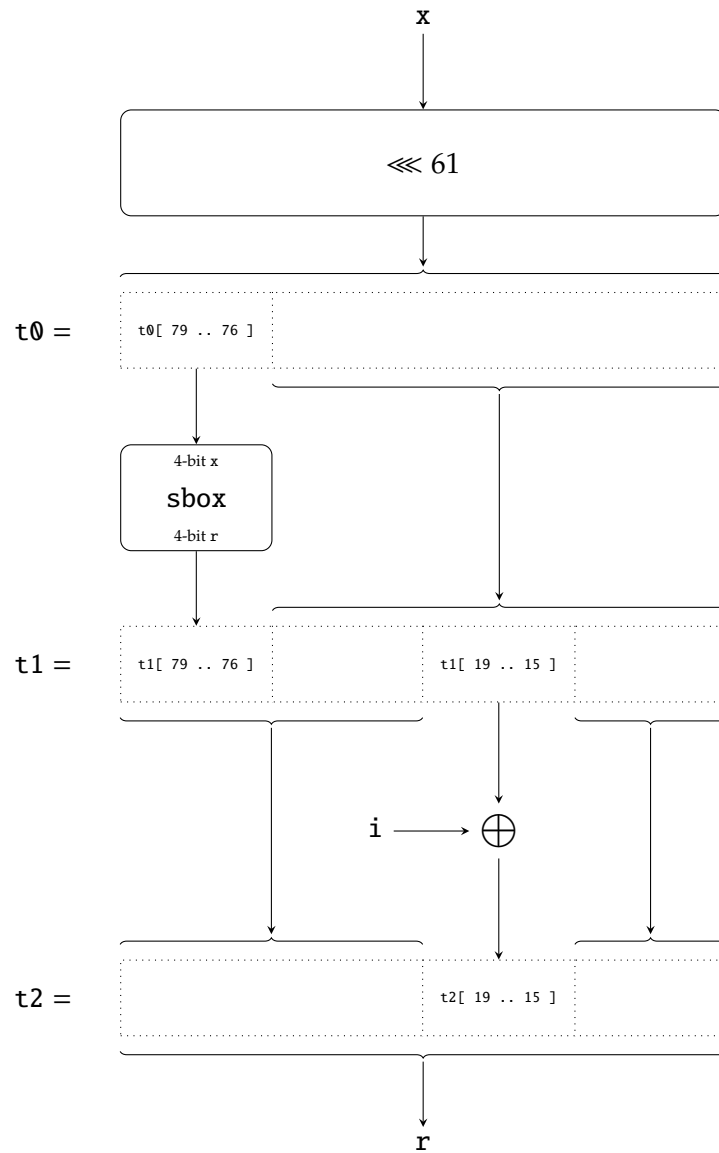 x
⋘ 61
t0 =
t0[ 79 .. 76 ]
4-bit x
sbox
4-bit r
t1 =
t1[ 79 .. 76 ]
t1[ 19 .. 15 ]
i
⊕
t2 =
t2[ 19 .. 15 ]
r